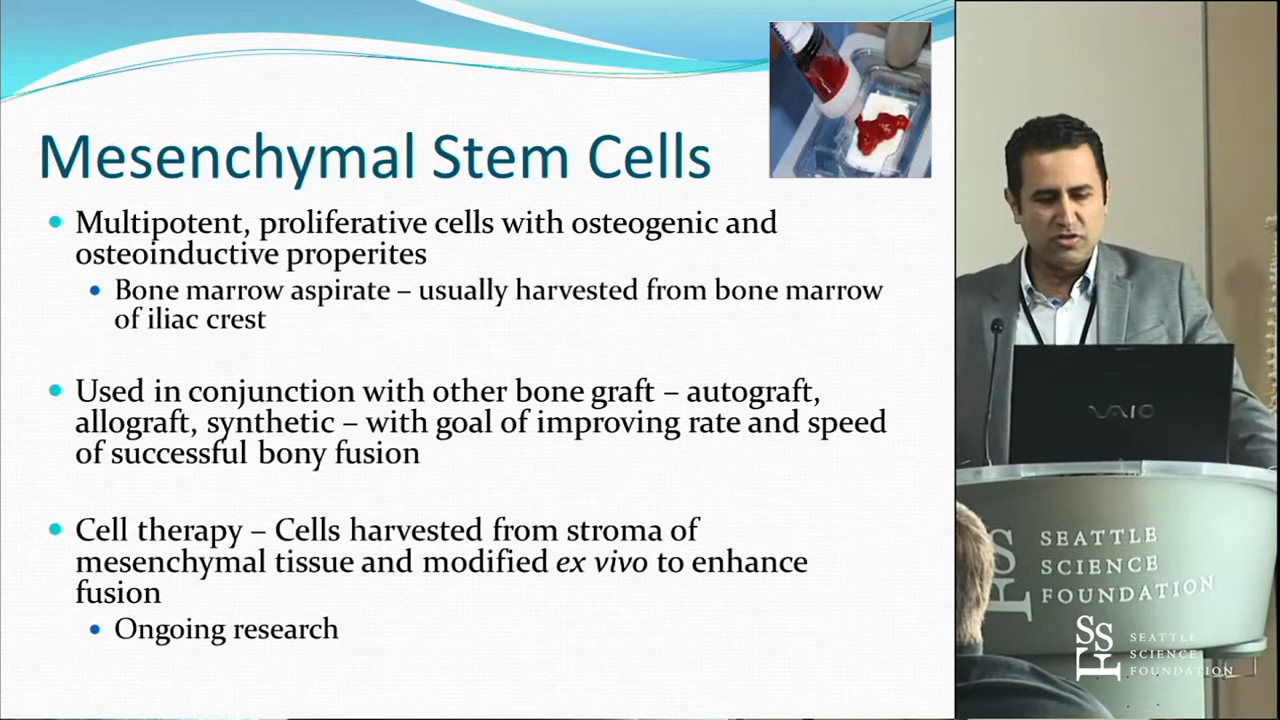 Mesenchymal Stem Cells
Multipotent, proliferative cells with osteogenic and
osteoinductive properites
Bone marrow aspirate – usually harvested from bone marrow
of iliac crest
Used in conjunction with other bone graft – autograft,
allograft, synthetic – with goal of improving rate and speed
of successful bony fusion
Cell therapy – Cells harvested from stroma of
mesenchymal tissue and modified ex vivo to enhance
fusion
Ongoing research
VAIO
SEATTLE
SCIENCE
FOUNDATION
SSF
SEATTLE
SCIENCE
FOUNDATION